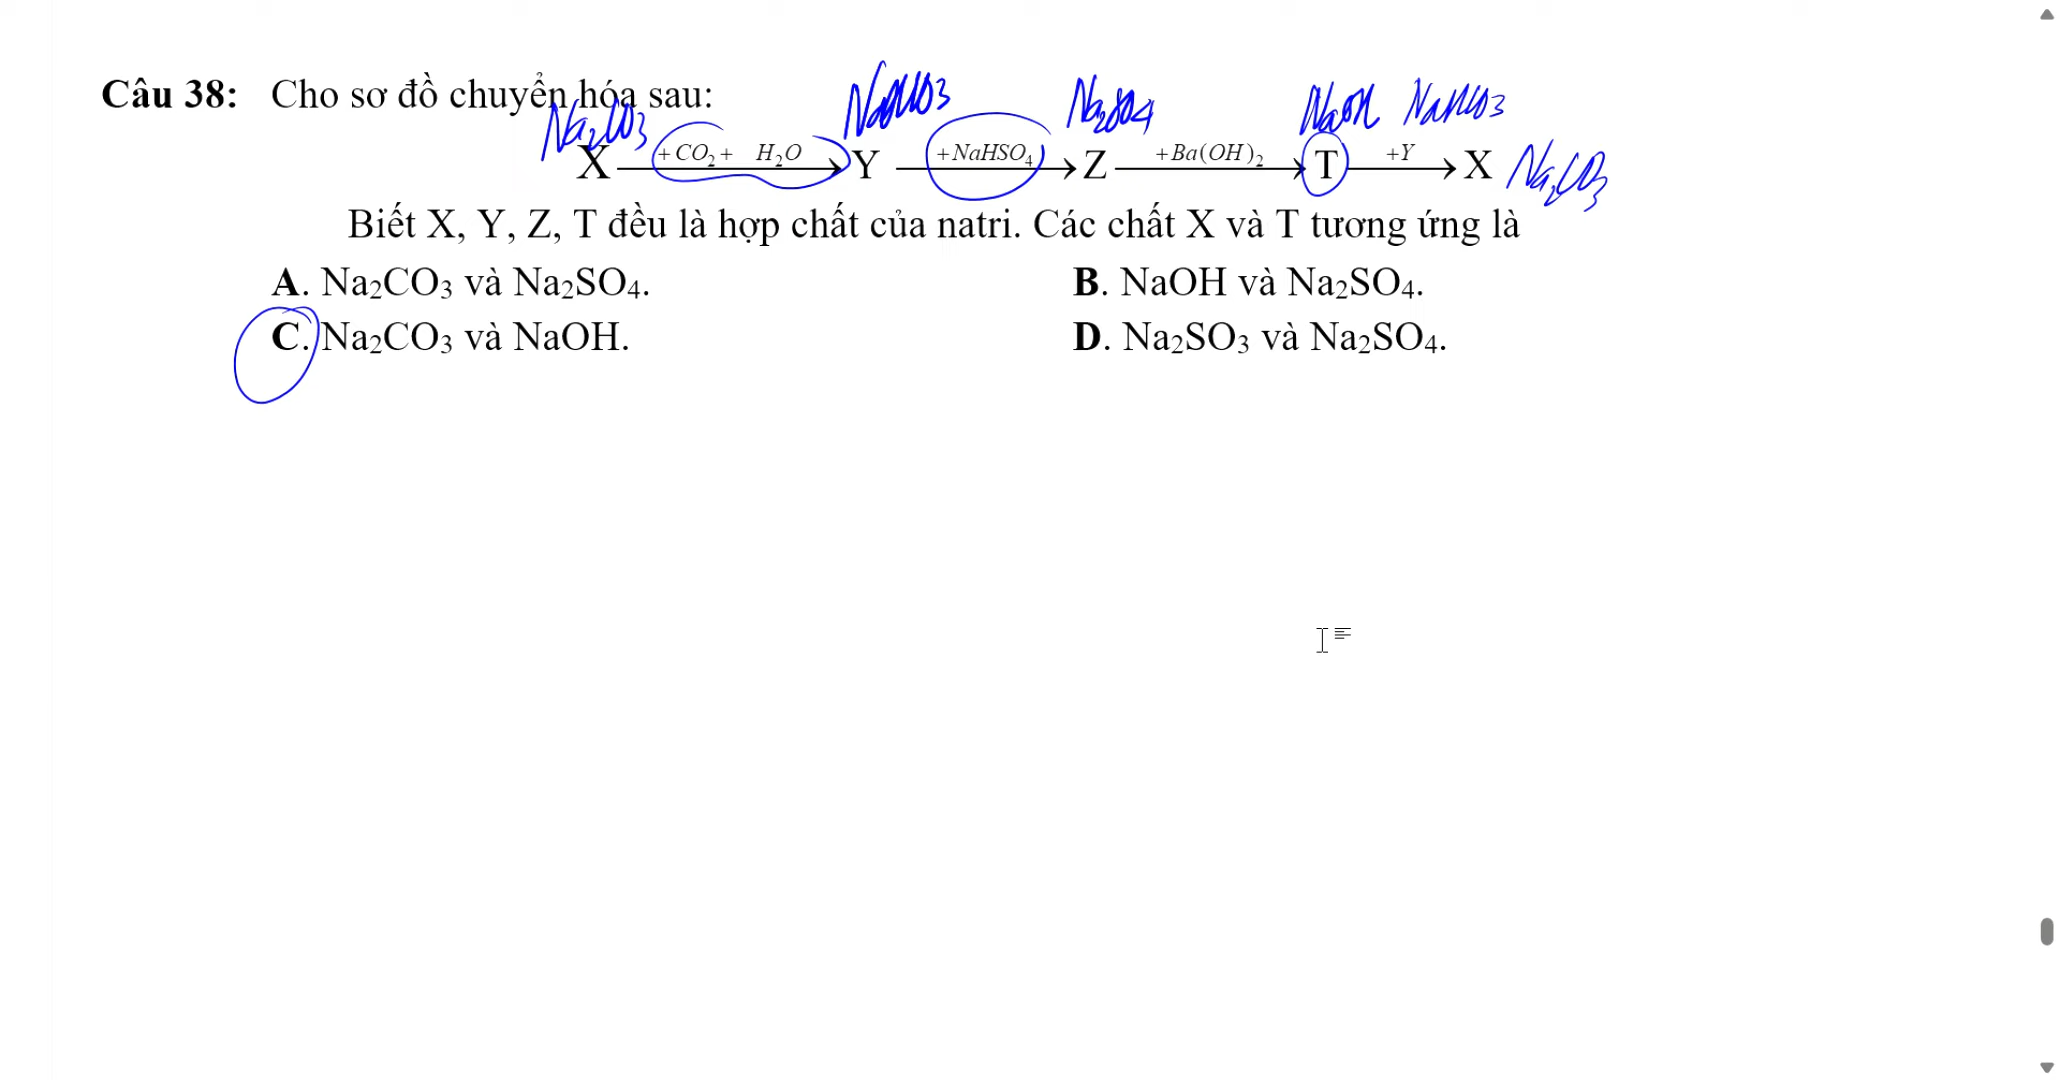 Câu 38: Cho sơ đồ chuyển hóa sau:
Na₂CO₃ NaHCO₃ Na₂SO₄ NaOH NaHCO₃
X +CO₂ + H₂O → Y +NaHSO₄ → Z +Ba(OH)₂ → T +Y → X Na₂CO₃
Biết X, Y, Z, T đều là hợp chất của natri. Các chất X và T tương ứng là
A. Na₂CO₃ và Na₂SO₄. B. NaOH và Na₂SO₄.
C. Na₂CO₃ và NaOH. D. Na₂SO₃ và Na₂SO₄.